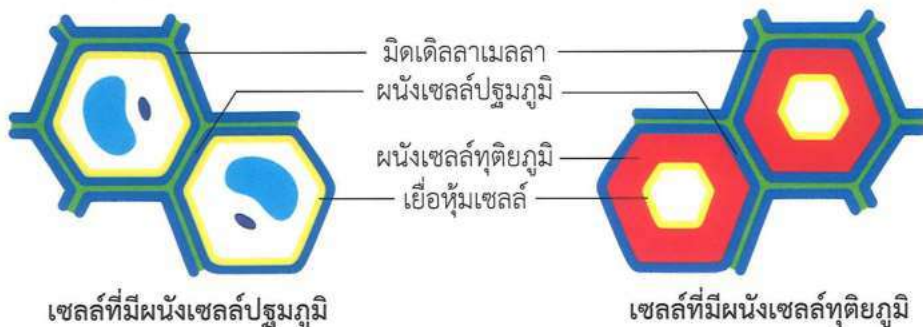 มิดเดิลลาเมลลา
ผนังเซลล์ปฐมภูมิ
ผนังเซลล์ทุติยภูมิ
เยื่อหุ้มเซลล์
เซลล์ที่มีผนังเซลล์ปฐมภูมิ
เซลล์ที่มีผนังเซลล์ทุติยภูมิ